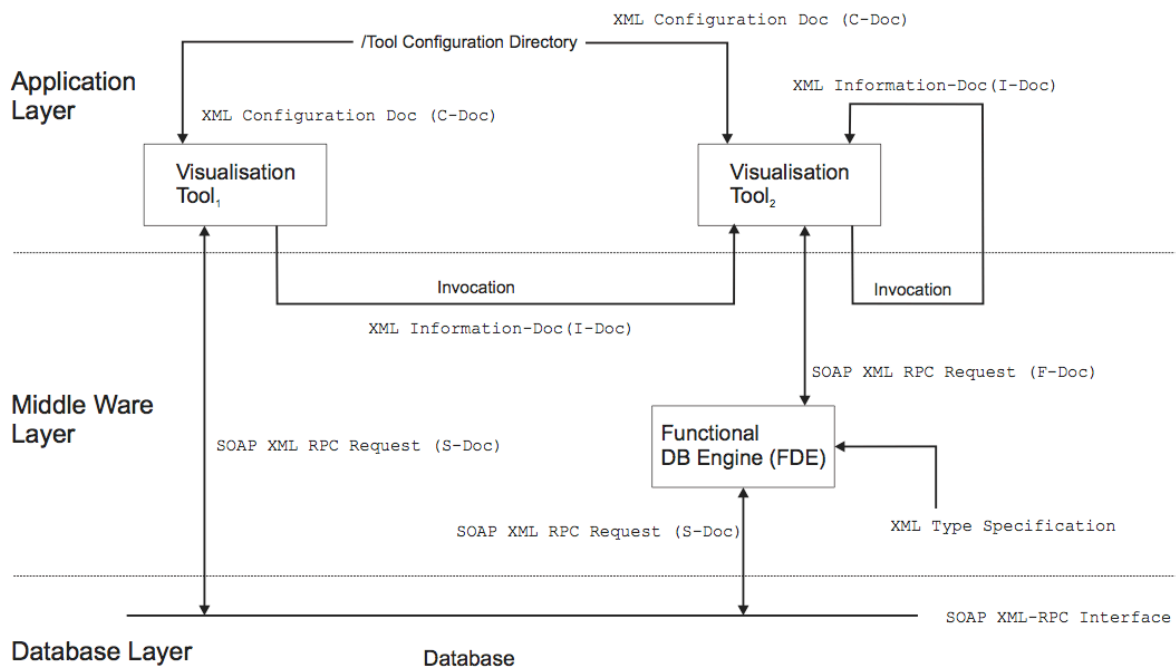 XML Configuration Doc (C-Doc)
/Tool Configuration Directory
Application
Layer
XML Information-Doc(I-Doc)
XML Configuration Doc (C-Doc)
Visualisation
Tool₁
Visualisation
Tool₂
Invocation
Invocation
XML Information-Doc(I-Doc)
SOAP XML RPC Request (F-Doc)
Middle Ware
Layer
SOAP XML RPC Request (S-Doc)
Functional
DB Engine (FDE)
SOAP XML RPC Request (S-Doc)
XML Type Specification
SOAP XML-RPC Interface
Database Layer
Database